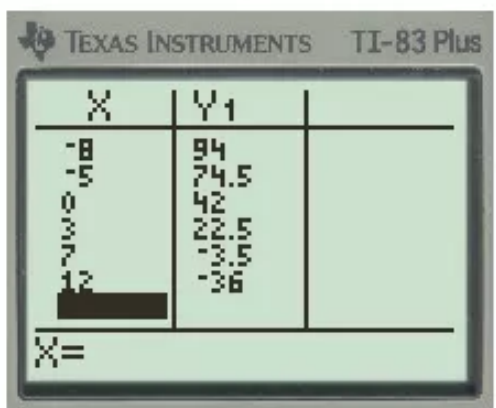 TEXAS INSTRUMENTS TI-83 Plus
X Y1
-8 94
-5 74.5
0 42
3 22.5
7 -3.5
12 -36
X=